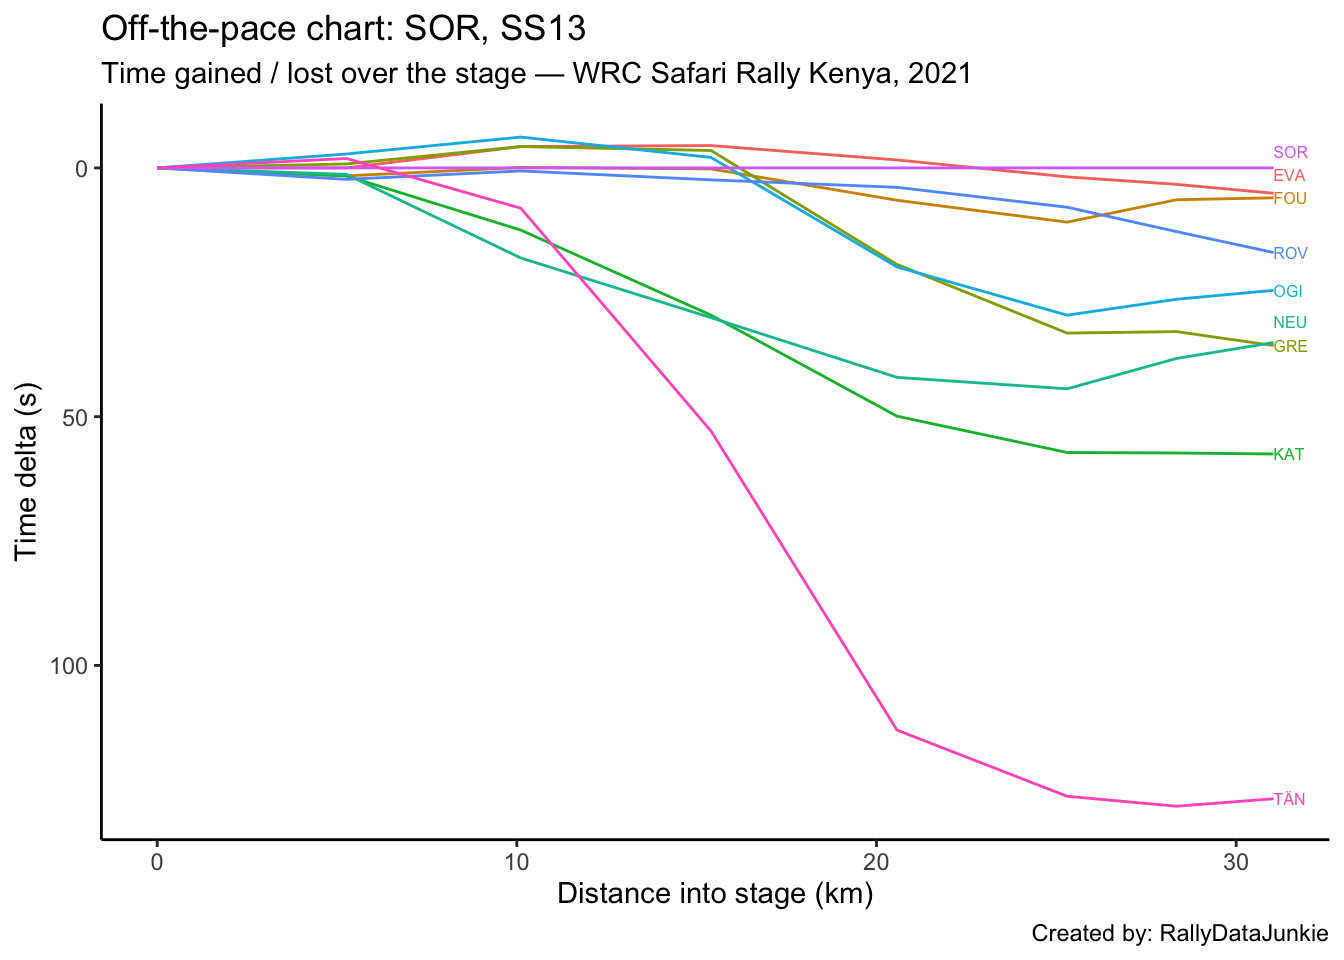 Off-the-pace chart: SOR, SS13
Time gained / lost over the stage — WRC Safari Rally Kenya, 2021
Time delta (s)
0
50
100
SOR
EVA
FOU
ROV
OGI
NEU
GRE
KAT
TÄN
0 10 20 30
Distance into stage (km)
Created by: RallyDataJunkie